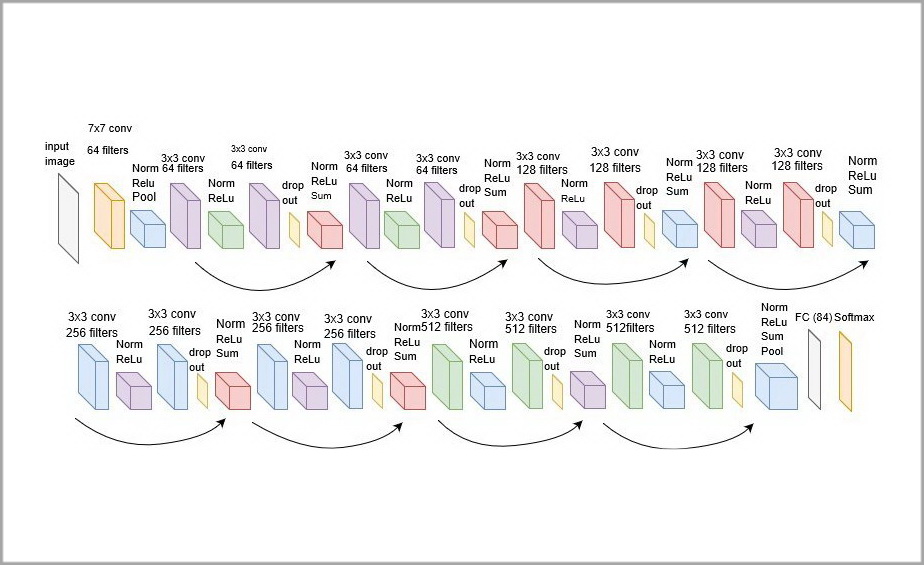 input
image
7x7 conv
64 filters
Norm
Relu
Pool
3x3 conv
64 filters
Norm
ReLu
3x3 conv
64 filters
drop
out
Norm
ReLu
Sum
3x3 conv
64 filters
Norm
ReLu
3x3 conv
64 filters
drop
out
Norm
ReLu
Sum
3x3 conv
128 filters
Norm
ReLu
3x3 conv
128 filters
drop
out
Norm
ReLu
Sum
3x3 conv
128 filters
Norm
ReLu
3x3 conv
128 filters
drop
out
Norm
ReLu
Sum
3x3 conv
256 filters
Norm
ReLu
3x3 conv
256 filters
drop
out
Norm
ReLu
Sum
3x3 conv
256 filters
Norm
ReLu
3x3 conv
256 filters
drop
out
Norm
ReLu
Sum
3x3 conv
512 filters
Norm
ReLu
3x3 conv
512 filters
drop
out
Norm
ReLu
Sum
3x3 conv
512filters
Norm
ReLu
3x3 conv
512 filters
drop
out
Norm
ReLu
Sum
Pool
FC (84)
Softmax